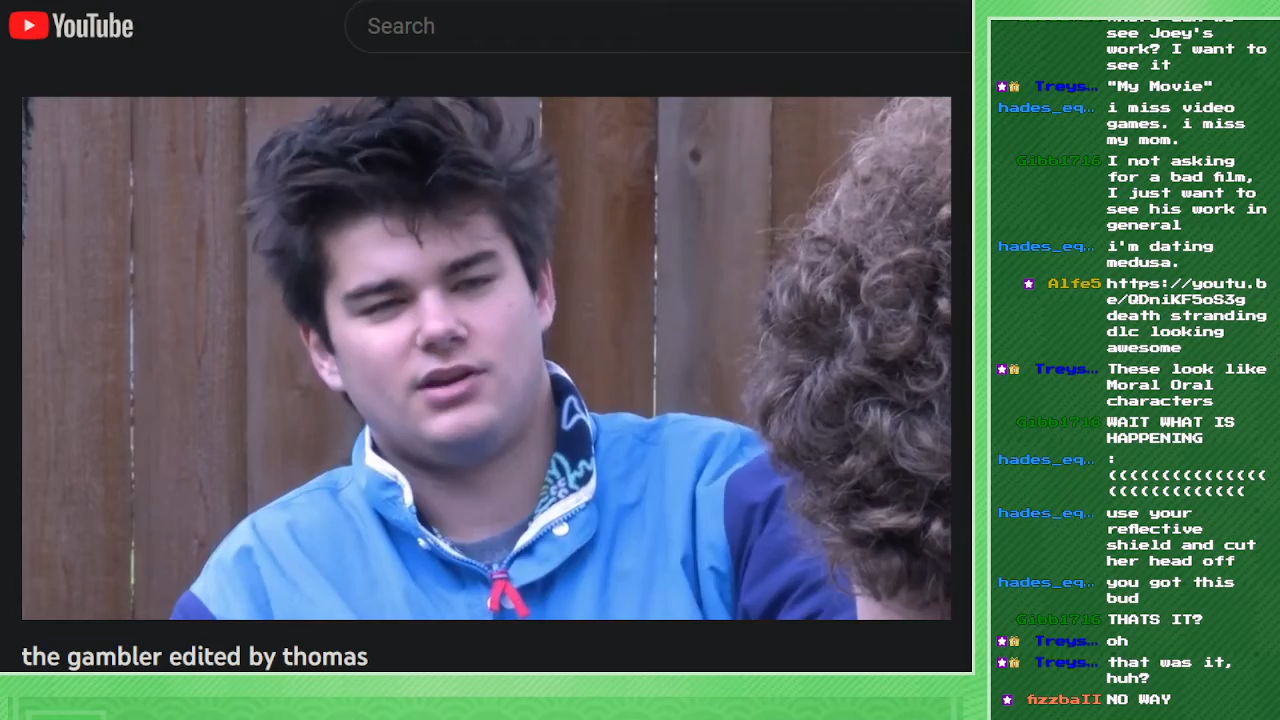 YouTube
Search
the gambler edited by thomas
see Joey's
work? I want to
see it
Treys... "My Movie"
hades_eq... i miss video
games. i miss
my mom.
Gibb1716 I not asking
for a bad film,
I just want to
see his work in
general
hades_eq... i'm dating
medusa.
Alfe5 https://youtu.b
e/QDniKF5oS3g
death stranding
dlc looking
awesome
Treys... These look like
Moral Oral
characters
Gibb1716 WAIT WHAT IS
HAPPENING
hades_eq... :
(((((((((((((((
(((((((((((((
hades_eq... use your
reflective
shield and cut
her head off
hades_eq... you got this
bud
Gibb1716 THATS IT?
Treys... oh
Treys... that was it,
huh?
fizzbaII NO WAY